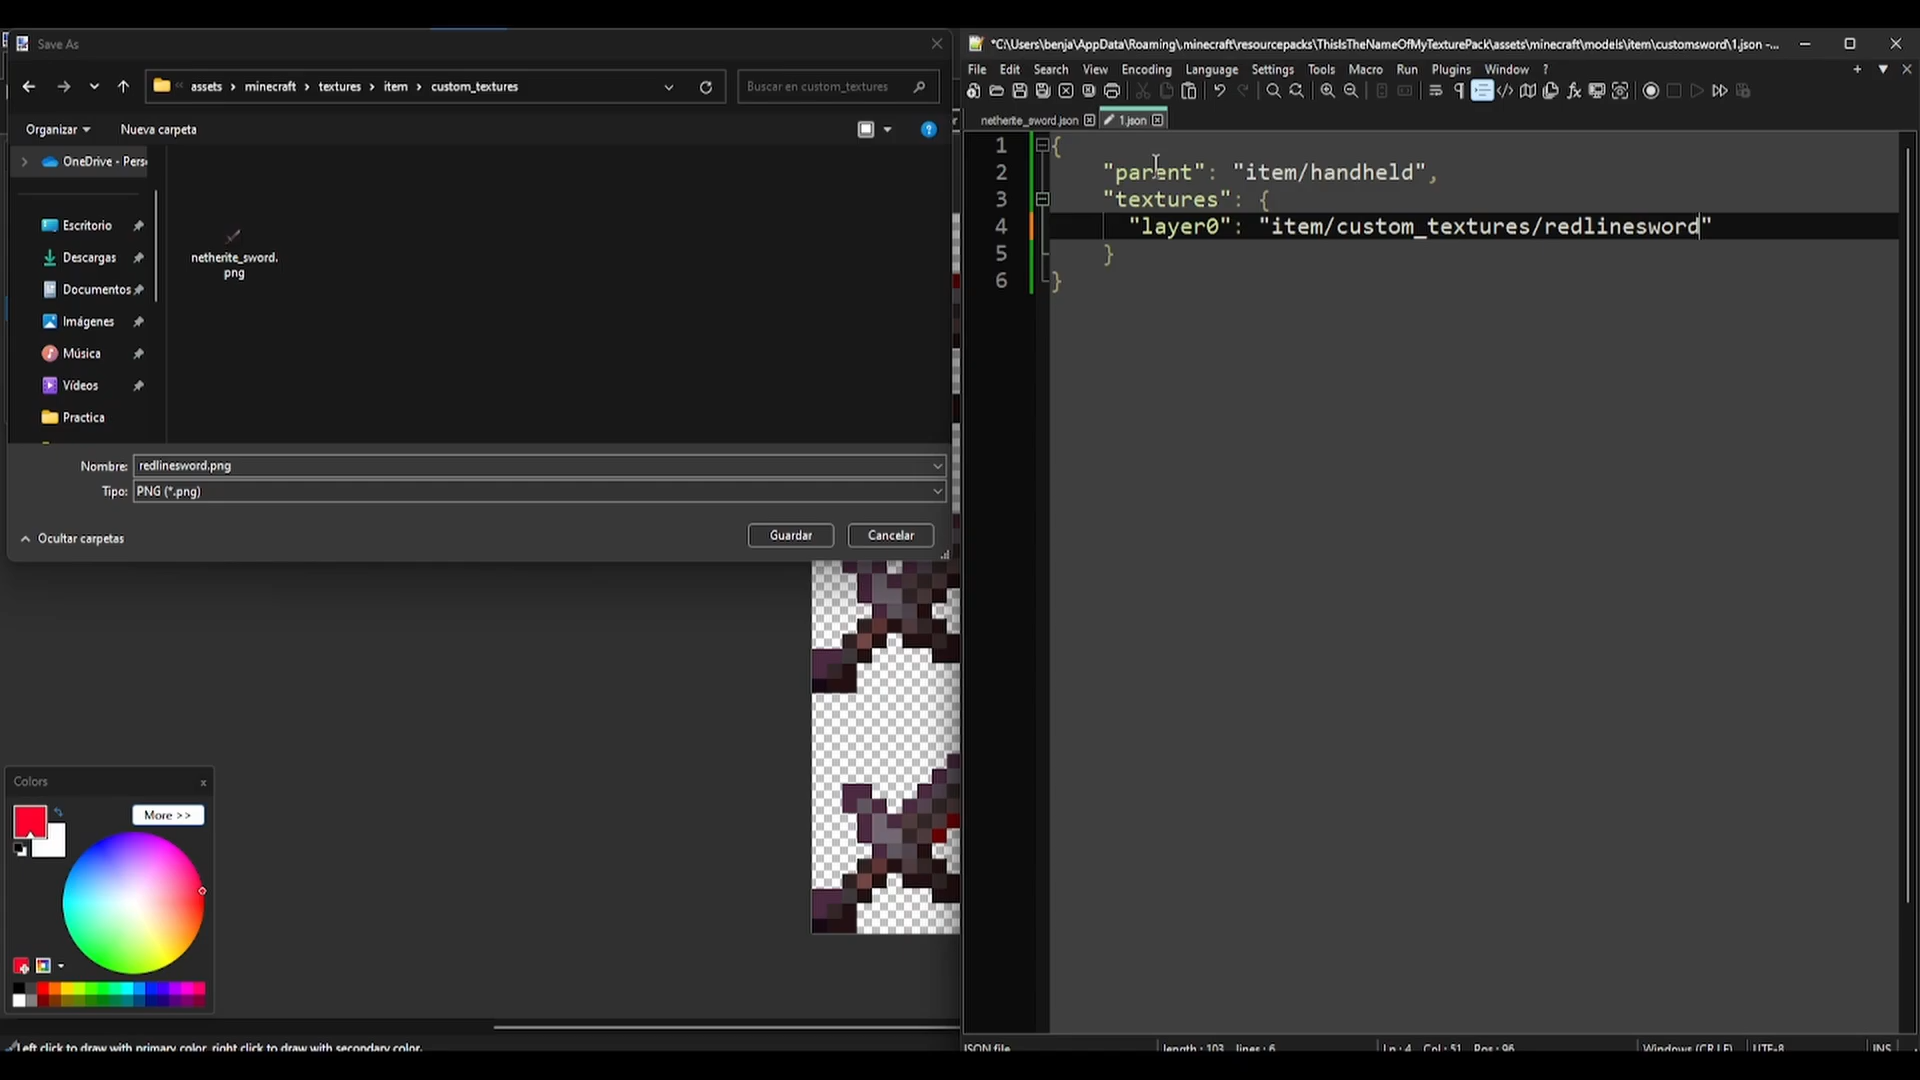 Save As
assets › minecraft › textures › item › custom_textures
Buscar en custom_textures
Organizar
Nueva carpeta
OneDrive - Pers
Escritorio
Descargas
Documentos
Imágenes
Música
Vídeos
Practica
netherite_sword.
png
Nombre: redlinesword.png
Tipo: PNG (*.png)
Guardar
Cancelar
Ocultar carpetas
Colors
More >>
Left click to draw with primary color, right click to draw with secondary color.
*C:\Users\benja\AppData\Roaming\.minecraft\resourcepacks\ThisIsTheNameOfMyTexturePack\assets\minecraft\models\item\customsword\1.json -...
File Edit Search View Encoding Language Settings Tools Macro Run Plugins Window ?
netherite_sword.json
1.json
1 {
2 "parent": "item/handheld",
3 "textures": {
4 "layer0": "item/custom_textures/redlinesword"
5 }
6 }
JSON file
length : 103 lines : 6
Ln : 4 Col : 51 Pos : 96
Windows (CR LF)
UTF-8
INS